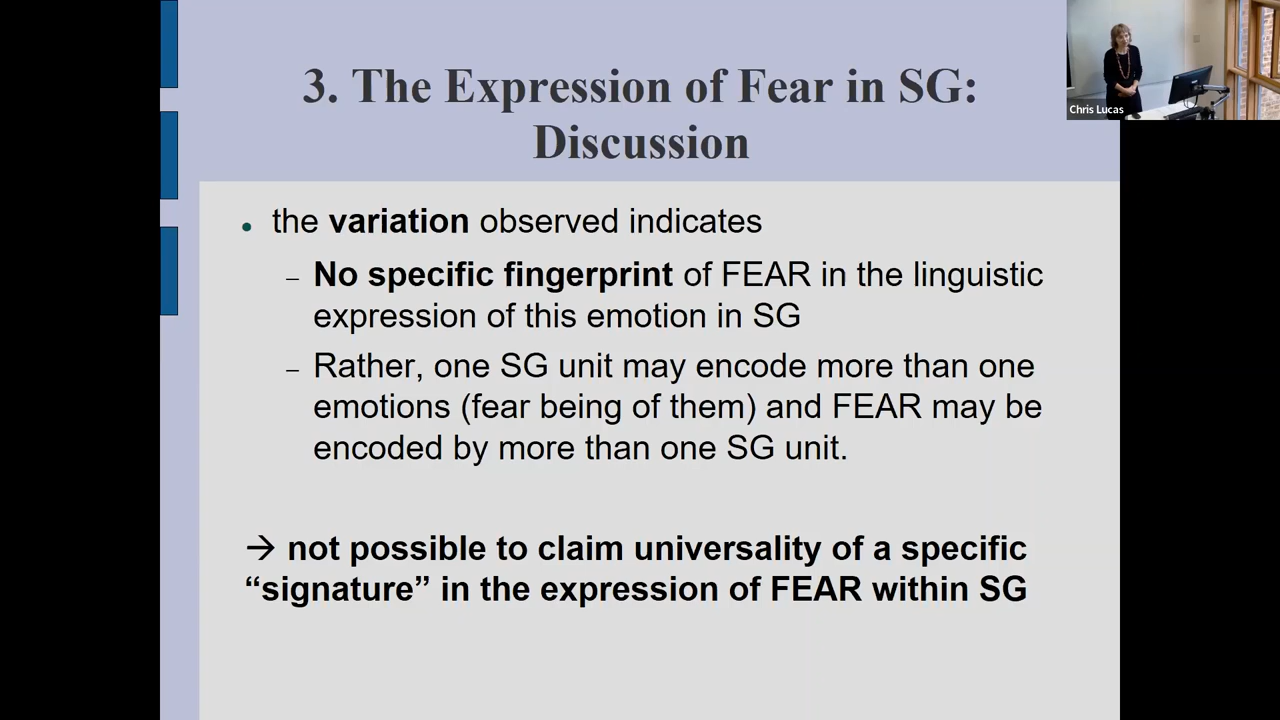 3. The Expression of Fear in SG:
Discussion
Chris Lucas
• the variation observed indicates
– No specific fingerprint of FEAR in the linguistic
expression of this emotion in SG
– Rather, one SG unit may encode more than one
emotions (fear being of them) and FEAR may be
encoded by more than one SG unit.
→ not possible to claim universality of a specific
“signature” in the expression of FEAR within SG